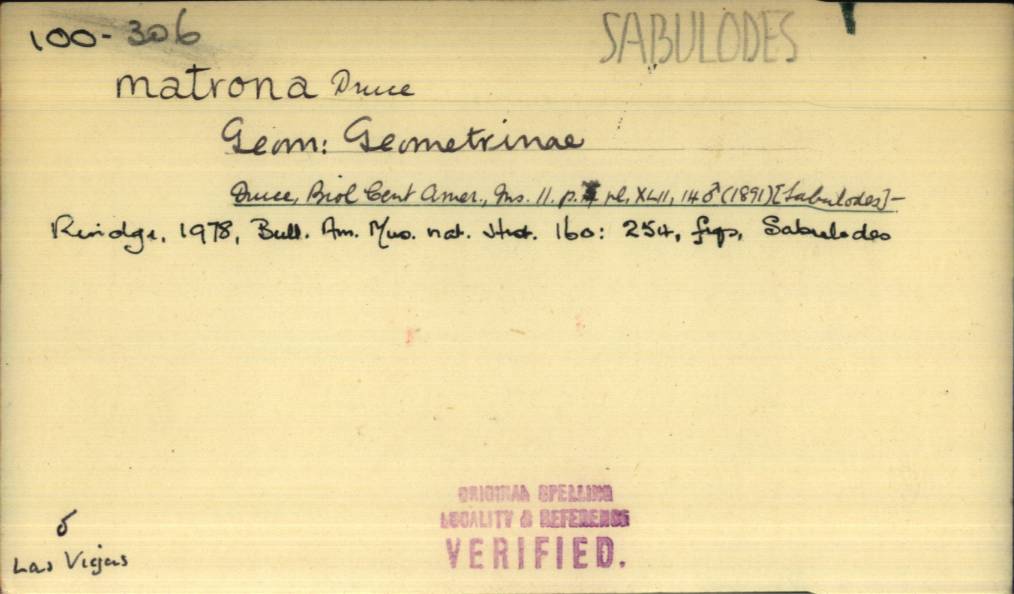 100-306
SABULODES
matrona Druce
Geom: Geometrinae
Druce, Biol Cent Amer., Ins. 11. p. pl. XLII, 14 ♂ (1891) [Sabulodes] -
Rindge, 1978, Bull. Am. Mus. nat. Hist. 160: 254, figs, Sabulodes
ORIGINAL SPELLING
LOCALITY & REFERENCE
VERIFIED.
Las Viejas